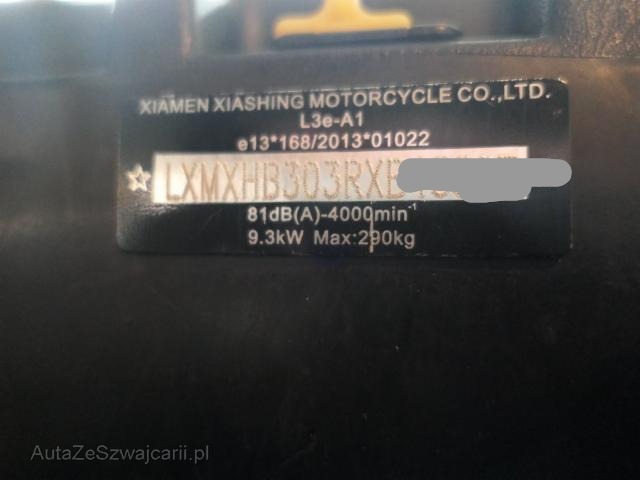 XIAMEN XIASHING MOTORCYCLE CO.,LTD.
L3e-A1
e13*168/2013*01022
LXMXHB303RXB
81dB(A)-4000min⁻¹
9.3kW Max:290kg
AutaZeSzwajcarii.pl